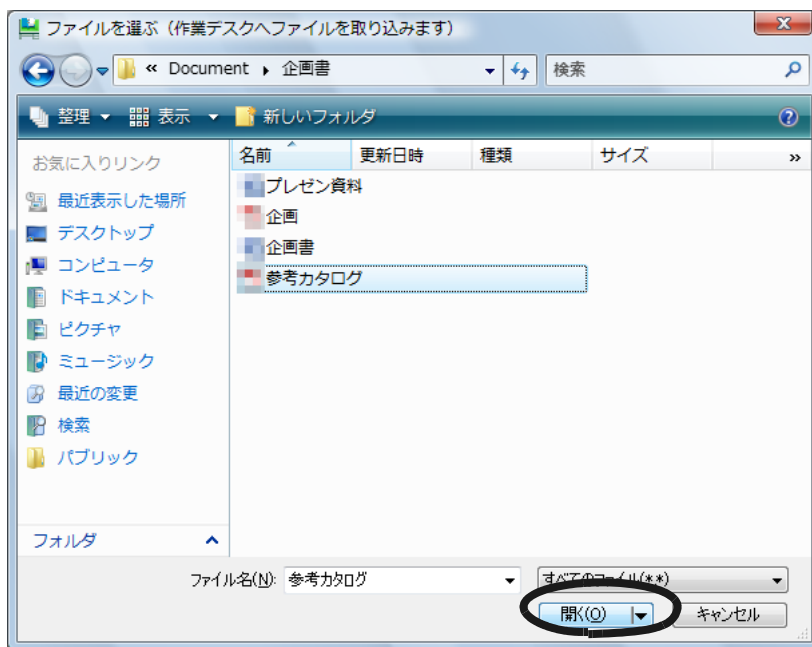 ファイルを選ぶ（作業デスクへファイルを取り込みます）
« Document 企画書 検索
整理 表示 新しいフォルダ
お気に入りリンク
最近表示した場所
デスクトップ
コンピュータ
ドキュメント
ピクチャ
ミュージック
最近の変更
検索
パブリック
フォルダ
名前 更新日時 種類 サイズ »
プレゼン資料
企画
企画書
参考カタログ
ファイル名(N): 参考カタログ すべてのファイル(**)
開く(O) キャンセル